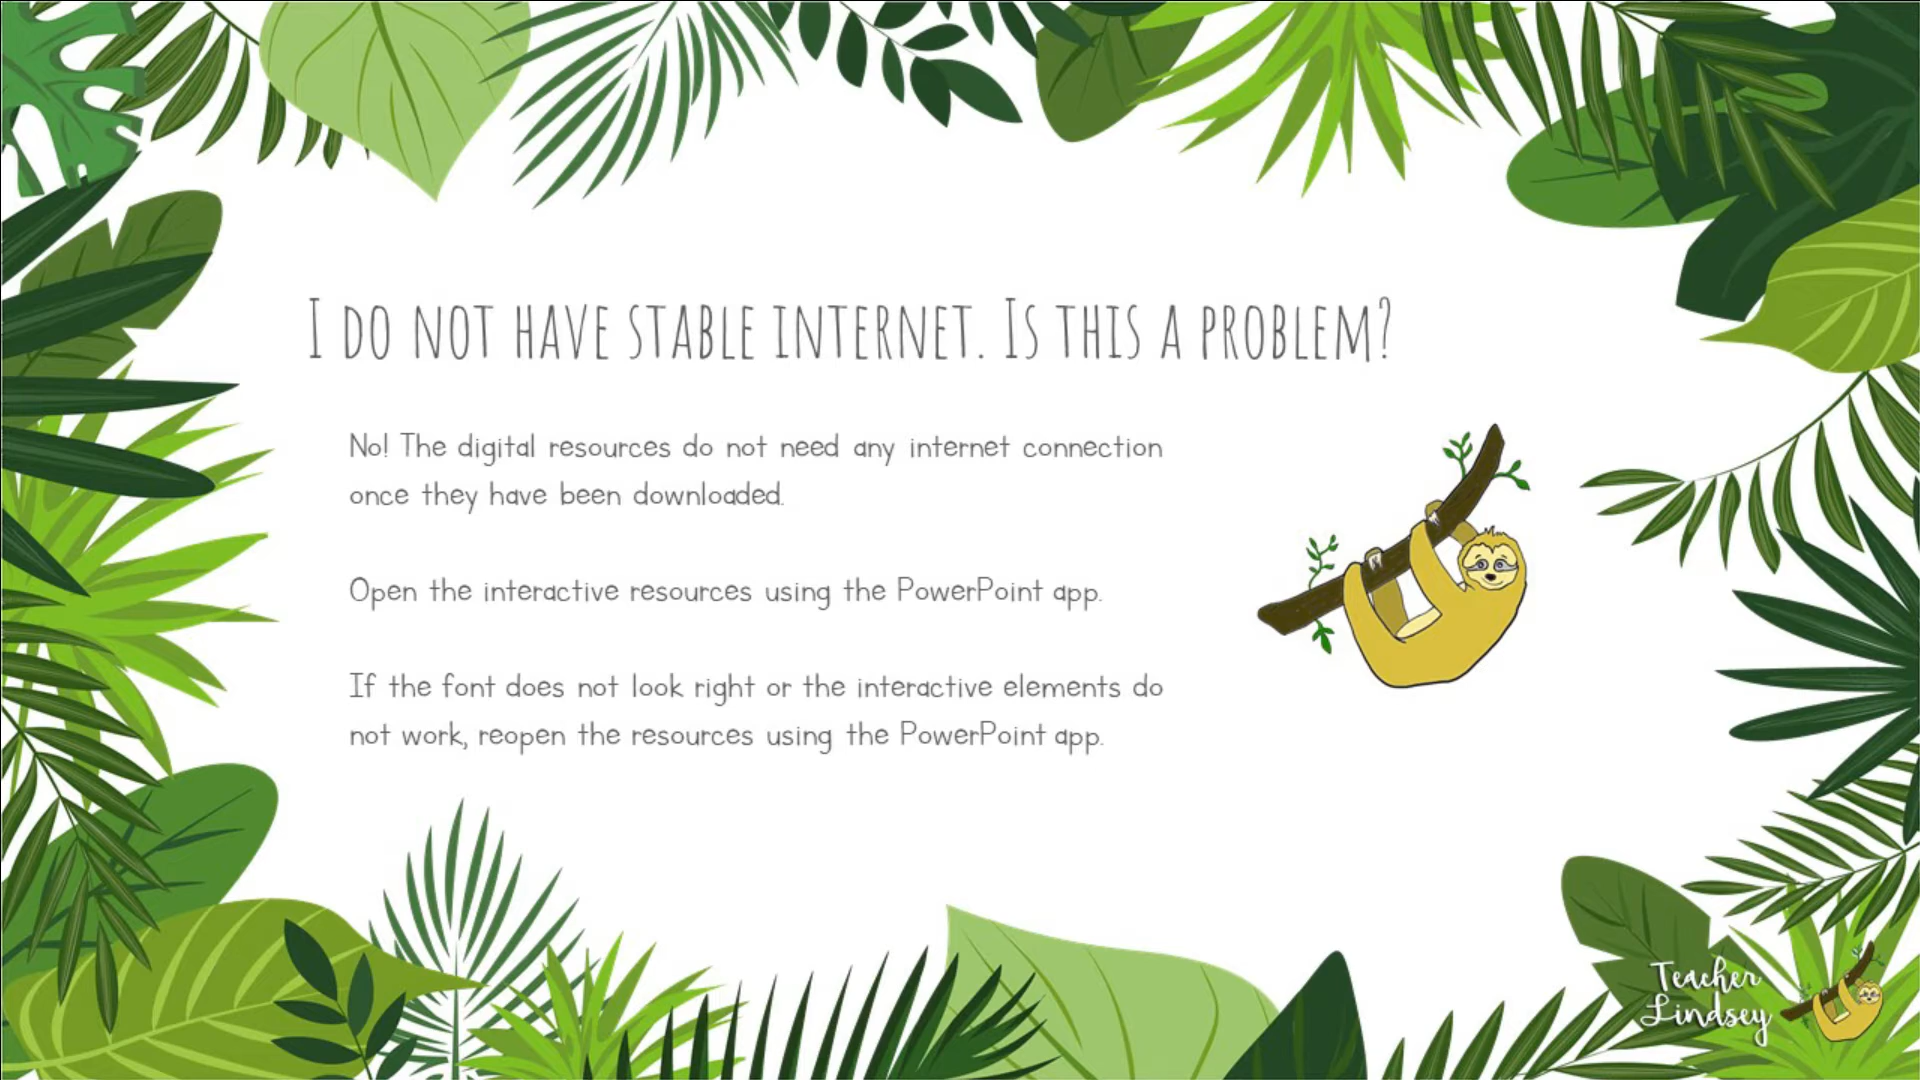 I do not have stable internet. Is this a problem?
No! The digital resources do not need any internet connection
once they have been downloaded.
Open the interactive resources using the PowerPoint app.
If the font does not look right or the interactive elements do
not work, reopen the resources using the PowerPoint app.
Teacher
Lindsey